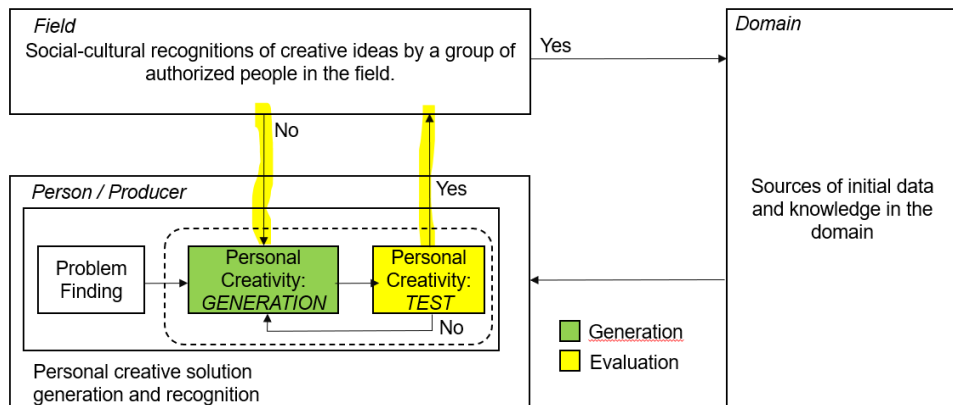 Field
Social-cultural recognitions of creative ideas by a group of
authorized people in the field.
Yes
Domain
No
Yes
Person / Producer
Problem
Finding
Personal
Creativity:
GENERATION
Personal
Creativity:
TEST
No
Personal creative solution
generation and recognition
Sources of initial data
and knowledge in the
domain
Generation
Evaluation